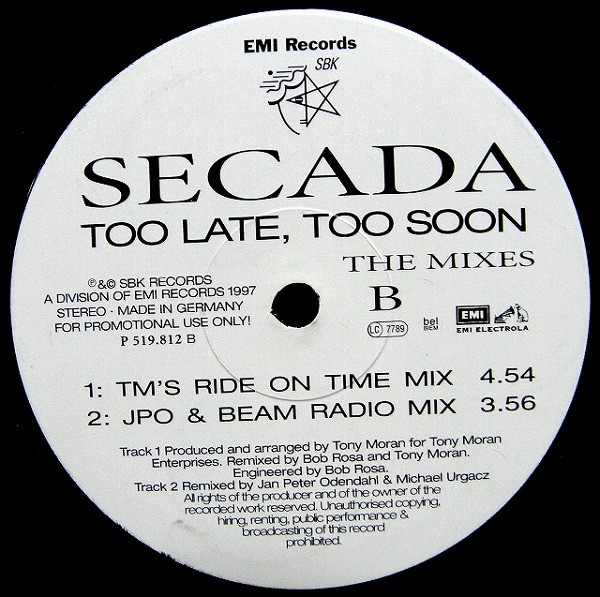 EMI Records
SBK
SECADA
TOO LATE, TOO SOON
THE MIXES
℗&© SBK RECORDS
A DIVISION OF EMI RECORDS 1997
STEREO · MADE IN GERMANY
FOR PROMOTIONAL USE ONLY!
P 519.812 B
B
LC 7789
bel
BIEM
EMI
EMI ELECTROLA
1: TM'S RIDE ON TIME MIX 4.54
2: JPO & BEAM RADIO MIX 3.56
Track 1 Produced and arranged by Tony Moran for Tony Moran
Enterprises. Remixed by Bob Rosa and Tony Moran.
Engineered by Bob Rosa.
Track 2 Remixed by Jan Peter Odendahl & Michael Urgacz
All rights of the producer and of the owner of the
recorded work reserved. Unauthorised copying,
hiring, renting, public performance &
broadcasting of this record
prohibited.